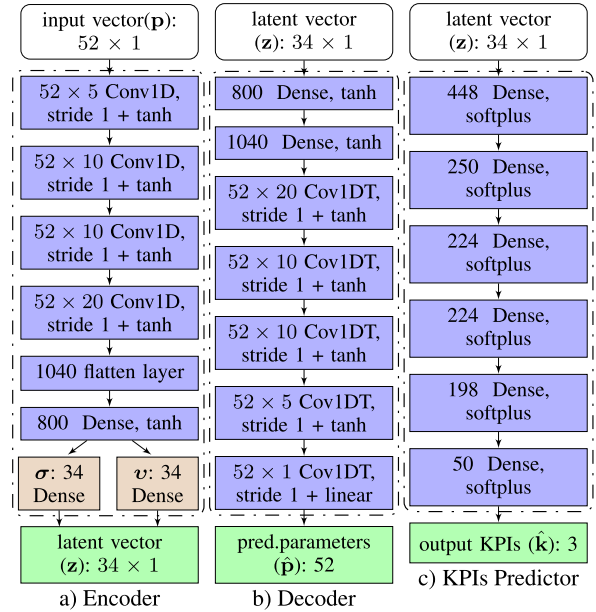 input vector(p):
52 × 1
52 × 5 Conv1D,
stride 1 + tanh
52 × 10 Conv1D,
stride 1 + tanh
52 × 10 Conv1D,
stride 1 + tanh
52 × 20 Conv1D,
stride 1 + tanh
1040 flatten layer
800 Dense, tanh
σ: 34
Dense
υ: 34
Dense
latent vector
(z): 34 × 1
a) Encoder
latent vector
(z): 34 × 1
800 Dense, tanh
1040 Dense, tanh
52 × 20 Cov1DT,
stride 1 + tanh
52 × 10 Cov1DT,
stride 1 + tanh
52 × 10 Cov1DT,
stride 1 + tanh
52 × 5 Cov1DT,
stride 1 + tanh
52 × 1 Cov1DT,
stride 1 + linear
pred.parameters
(p̂): 52
b) Decoder
latent vector
(z): 34 × 1
448 Dense,
softplus
250 Dense,
softplus
224 Dense,
softplus
224 Dense,
softplus
198 Dense,
softplus
50 Dense,
softplus
output KPIs (k̂): 3
c) KPIs Predictor